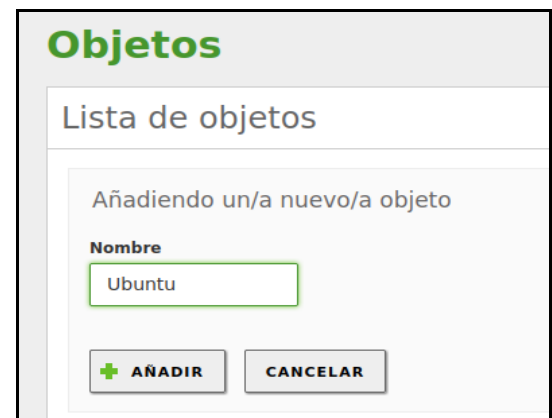 Objetos
Lista de objetos
Añadiendo un/a nuevo/a objeto
Nombre
Ubuntu
AÑADIR CANCELAR